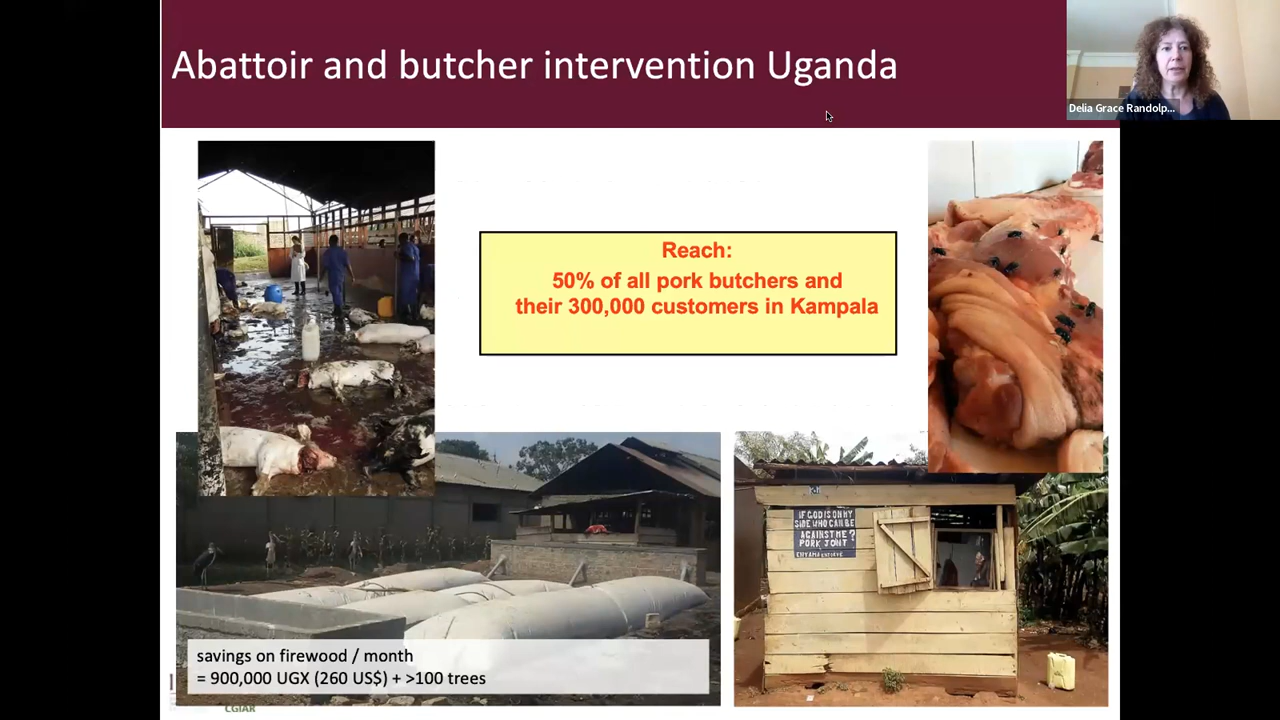 Abattoir and butcher intervention Uganda
Delia Grace Randolp...
Reach:
50% of all pork butchers and
their 300,000 customers in Kampala
IF GOD IS ON MY
SIDE WHO CAN BE
AGAINST ME?
PORK JOINT
savings on firewood / month
= 900,000 UGX (260 US$) + >100 trees
CGIAR